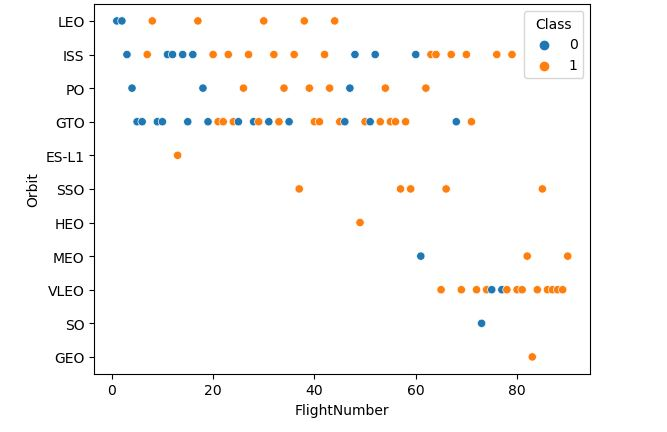 Class
0
1
LEO
ISS
PO
GTO
ES-L1
SSO
HEO
MEO
VLEO
SO
GEO
Orbit
0 20 40 60 80
FlightNumber